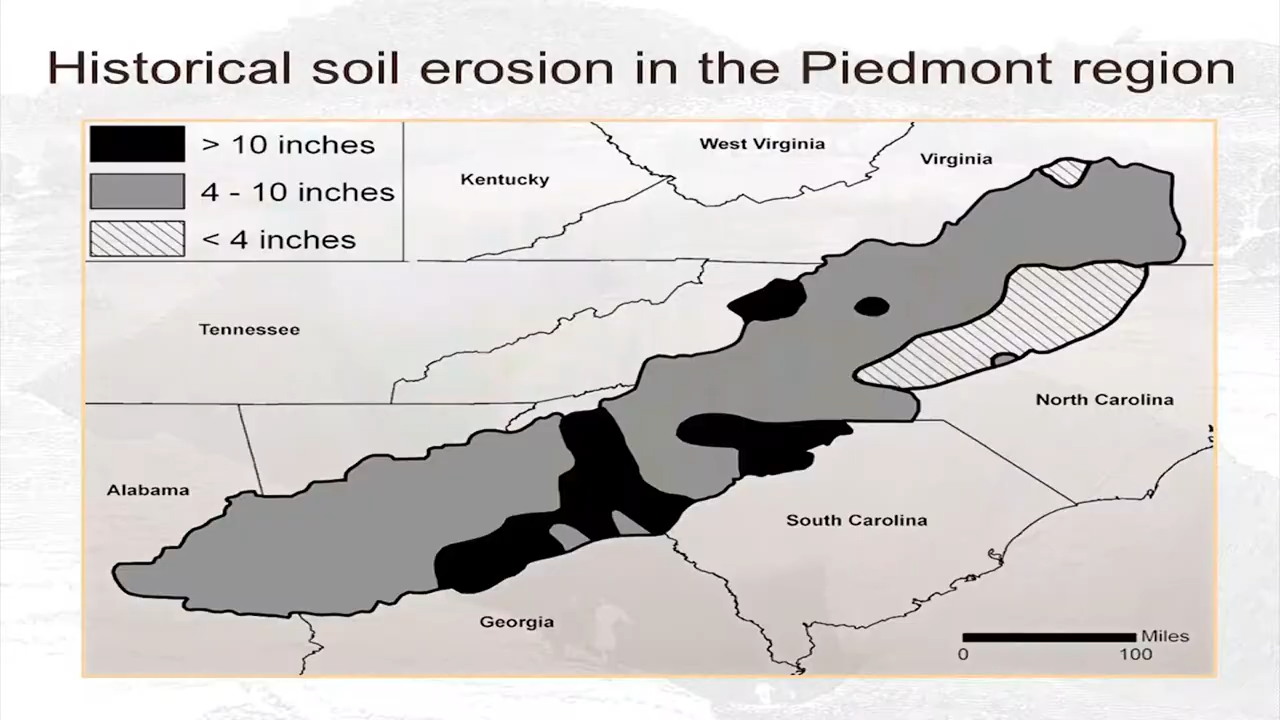 Historical soil erosion in the Piedmont region
> 10 inches
4 - 10 inches
< 4 inches
West Virginia
Virginia
Kentucky
Tennessee
North Carolina
Alabama
South Carolina
Georgia
Miles
0 100